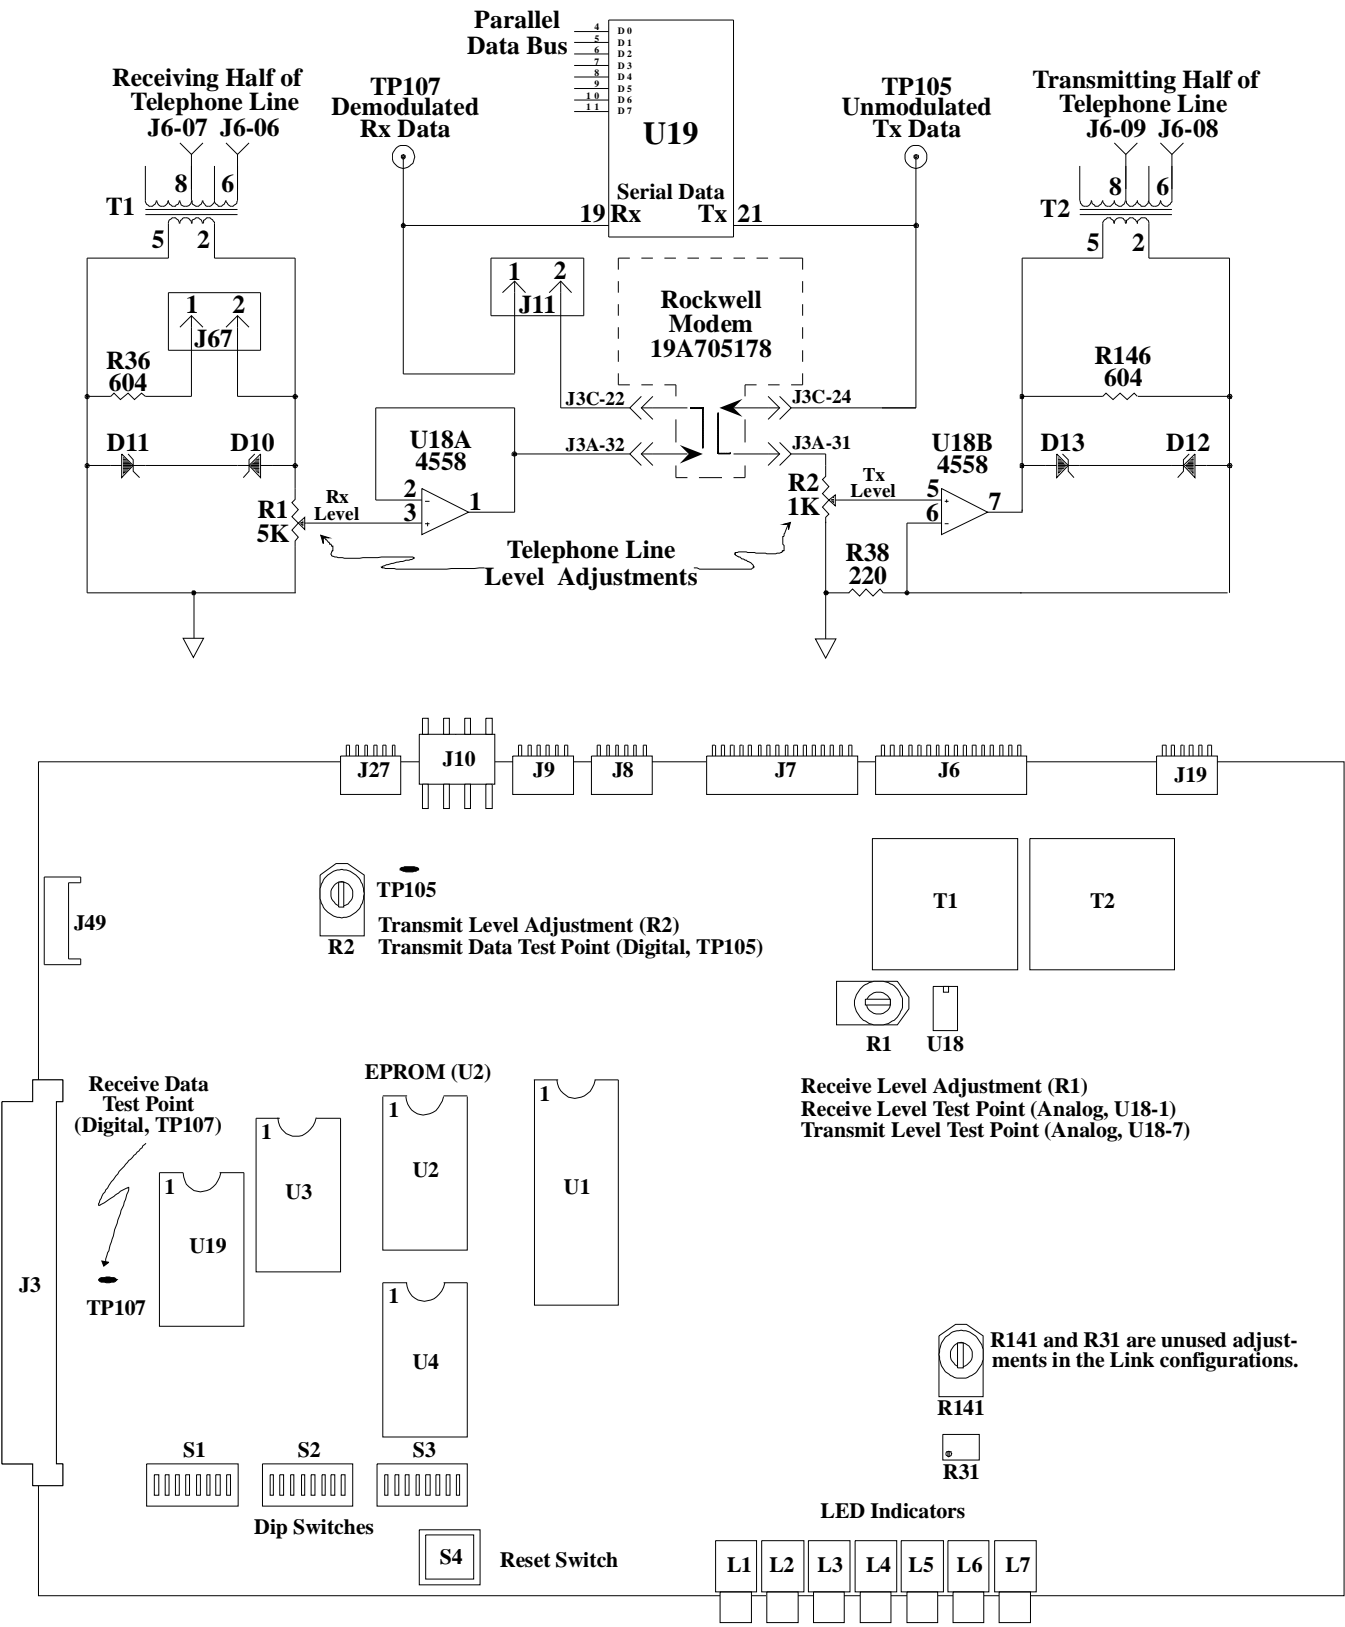 Parallel
Data Bus
4 D0
5 D1
6 D2
7 D3
8 D4
9 D5
10 D6
11 D7
U19
Serial Data
19 Rx Tx 21
Receiving Half of
Telephone Line
J6-07 J6-06
8 6
T1
5 2
TP107
Demodulated
Rx Data
TP105
Unmodulated
Tx Data
Transmitting Half of
Telephone Line
J6-09 J6-08
8 6
T2
5 2
1 2
J67
R36
604
D11 D10
R1
5K
Rx
Level
1 2
J11
Rockwell
Modem
19A705178
J3C-22 J3C-24
J3A-32 J3A-31
U18A
4558
2
-
3
+
1
R2
1K
Tx
Level
U18B
4558
5
+
6
-
7
R146
604
D13 D12
R38
220
Telephone Line
Level Adjustments
J27 J10 J9 J8 J7 J6 J19
J49
TP105
R2
Transmit Level Adjustment (R2)
Transmit Data Test Point (Digital, TP105)
T1 T2
R1 U18
Receive Level Adjustment (R1)
Receive Level Test Point (Analog, U18-1)
Transmit Level Test Point (Analog, U18-7)
Receive Data
Test Point
(Digital, TP107)
EPROM (U2)
1
U2
1
U1
1
U3
1
U19
J3
TP107
1
U4
R141 and R31 are unused adjust-
ments in the Link configurations.
R141
R31
S1 S2 S3
Dip Switches
S4
Reset Switch
LED Indicators
L1 L2 L3 L4 L5 L6 L7